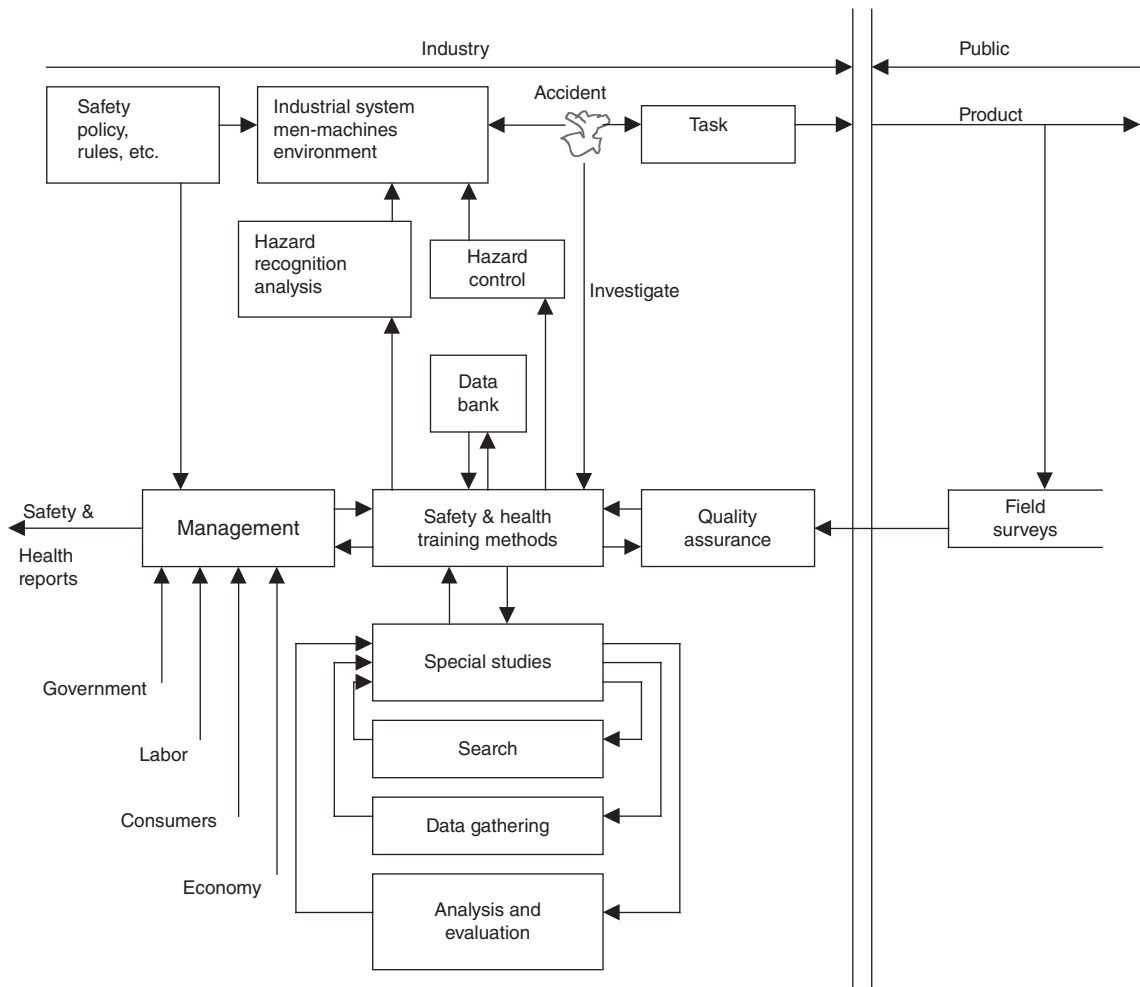 Industry
Public
Safety
policy,
rules, etc.
Industrial system
men-machines
environment
Accident
Task
Product
Hazard
recognition
analysis
Hazard
control
Investigate
Data
bank
Safety &
Health
reports
Management
Safety & health
training methods
Quality
assurance
Field
surveys
Government
Labor
Consumers
Economy
Special studies
Search
Data gathering
Analysis and
evaluation